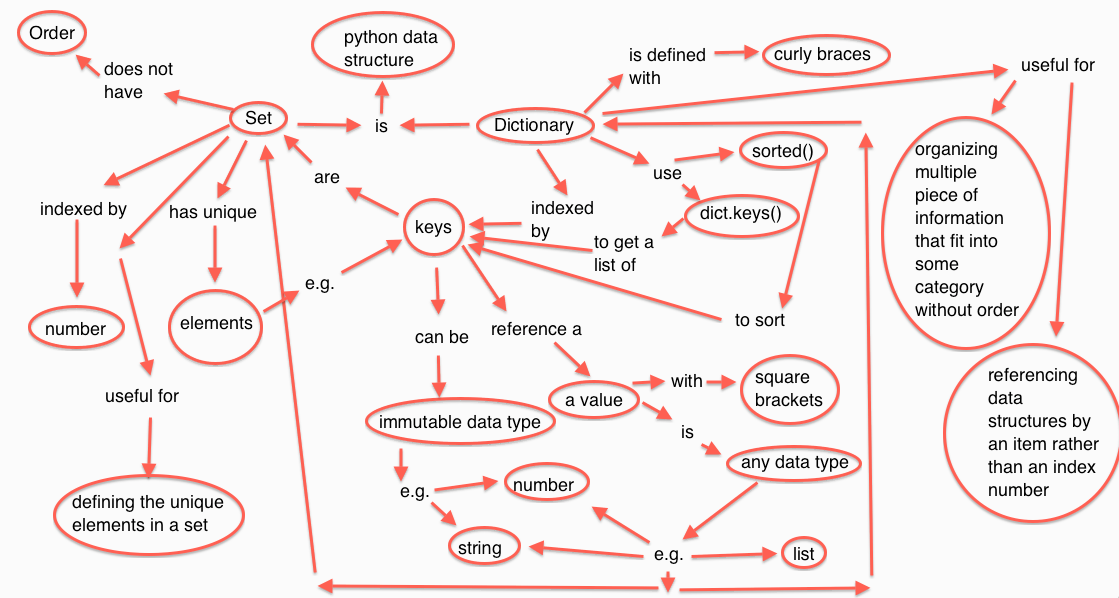 Order
python data
structure
is defined
with
curly braces
useful for
does not
have
Set
is
Dictionary
sorted()
organizing
multiple
piece of
information
that fit into
some
category
without order
are
use
indexed by
has unique
keys
indexed
by
dict.keys()
to get a
list of
e.g.
number
elements
can be
reference a
to sort
useful for
immutable data type
a value
with
square
brackets
is
any data type
referencing
data
structures by
an item rather
than an index
number
defining the unique
elements in a set
e.g.
number
string
e.g.
list